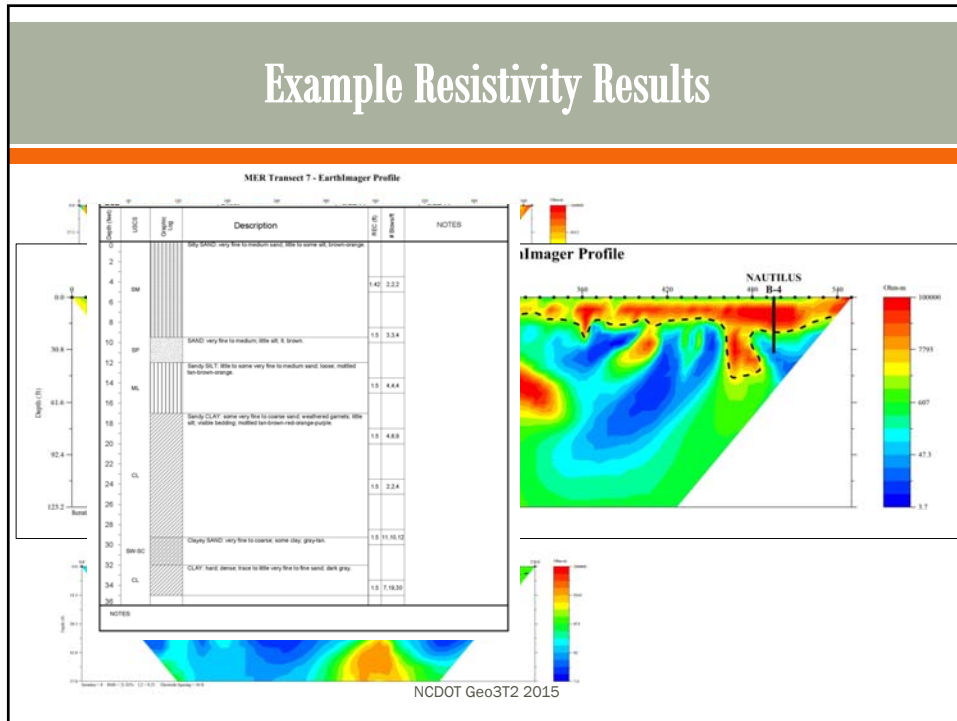 Example Resistivity Results
MER Transect 7 - EarthImager Profile
Depth (feet)
USCS
Graphic Log
Description
REC (ft)
# Blows/ft
NOTES
0
Silty SAND: very fine to medium sand, little to some silt, brown-orange.
2
4
SM
1.42 2,2,2
6
8
10
SP
SAND: very fine to medium; little silt; lt. brown.
1.5 3,3,4
12
Sandy SILT: little to some very fine to medium sand; loose; mottled
tan-brown-orange.
14
ML
1.5 4,4,4
16
18
Sandy CLAY: some very fine to coarse sand; weathered garnets; little
silt; visible bedding; mottled tan-brown-red-orange-purple.
1.5 4,6,9
20
22
CL
24
1.5 2,2,4
26
28
30
Clayey SAND: very fine to coarse; some clay, gray-tan.
1.5 11,10,12
SW-SC
32
CLAY: hard; dense; trace to little very fine to fine sand; dark gray.
CL
34
1.5 7,19,30
36
NOTES:
Imager Profile
NAUTILUS
B-4
560
620
480
540
Ohm-m
100000
7793
607
47.3
3.7
0.0
30.8
61.6
92.4
123.2
Depth (ft)
NCDOT Geo3T2 2015